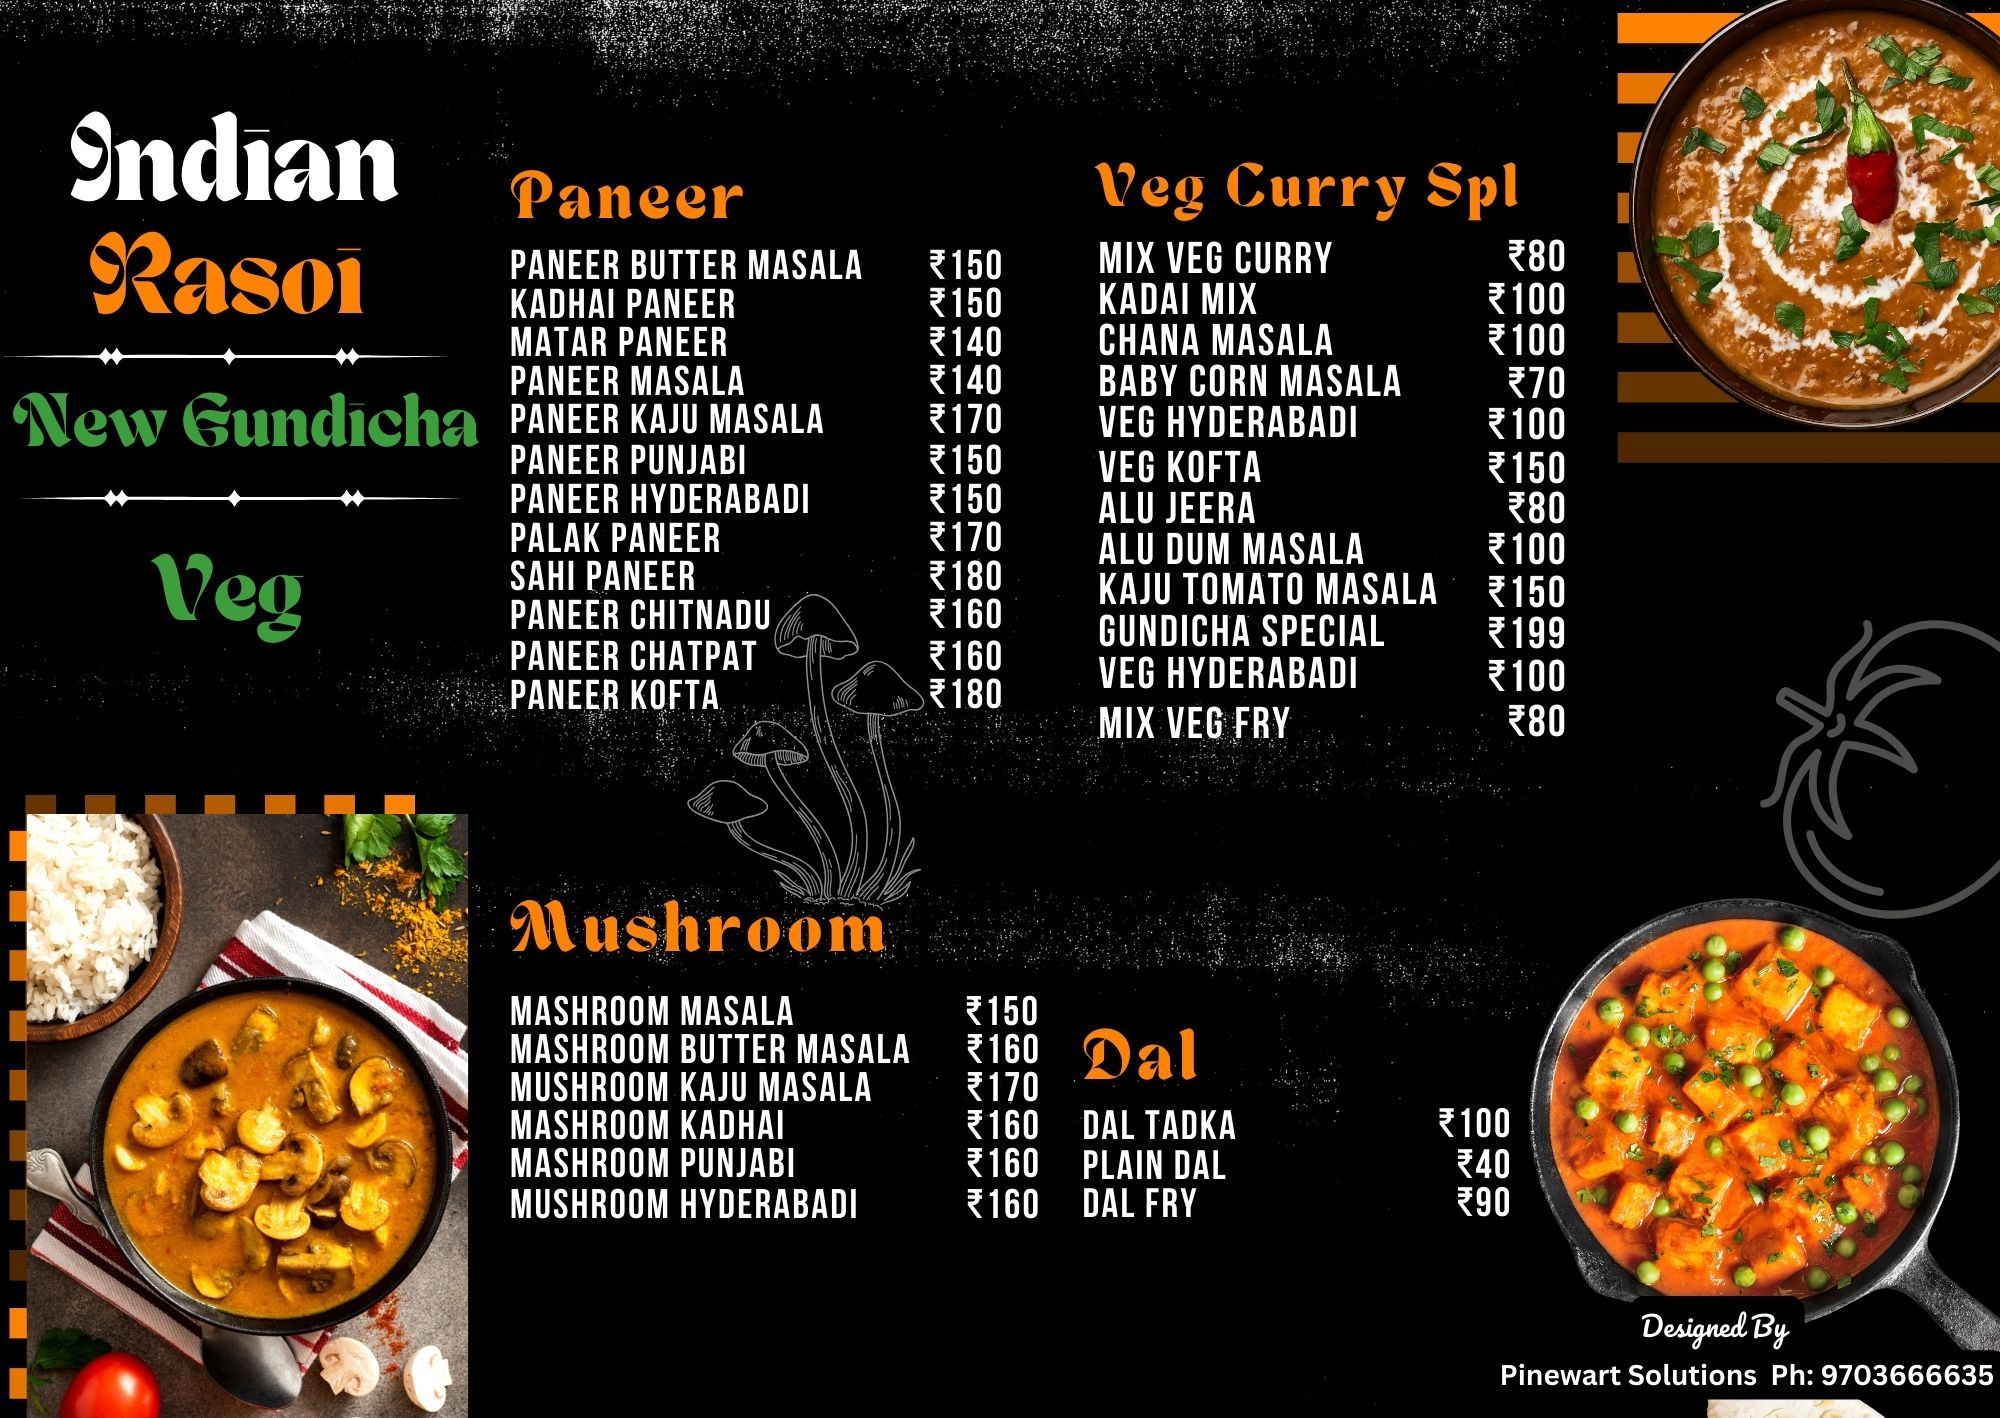 Indian
Rasoi
New Gundicha
Veg
Paneer
PANEER BUTTER MASALA ₹150
KADHAI PANEER ₹150
MATAR PANEER ₹140
PANEER MASALA ₹140
PANEER KAJU MASALA ₹170
PANEER PUNJABI ₹150
PANEER HYDERABADI ₹150
PALAK PANEER ₹170
SAHI PANEER ₹180
PANEER CHITNADU ₹160
PANEER CHATPAT ₹160
PANEER KOFTA ₹180
Veg Curry Spl
MIX VEG CURRY ₹80
KADAI MIX ₹100
CHANA MASALA ₹100
BABY CORN MASALA ₹70
VEG HYDERABADI ₹100
VEG KOFTA ₹150
ALU JEERA ₹80
ALU DUM MASALA ₹100
KAJU TOMATO MASALA ₹150
GUNDICHA SPECIAL ₹199
VEG HYDERABADI ₹100
MIX VEG FRY ₹80
Mushroom
MASHROOM MASALA ₹150
MASHROOM BUTTER MASALA ₹160
MUSHROOM KAJU MASALA ₹170
MASHROOM KADHAI ₹160
MASHROOM PUNJABI ₹160
MUSHROOM HYDERABADI ₹160
Dal
DAL TADKA ₹100
PLAIN DAL ₹40
DAL FRY ₹90
Designed By
Pinewart Solutions Ph: 9703666635